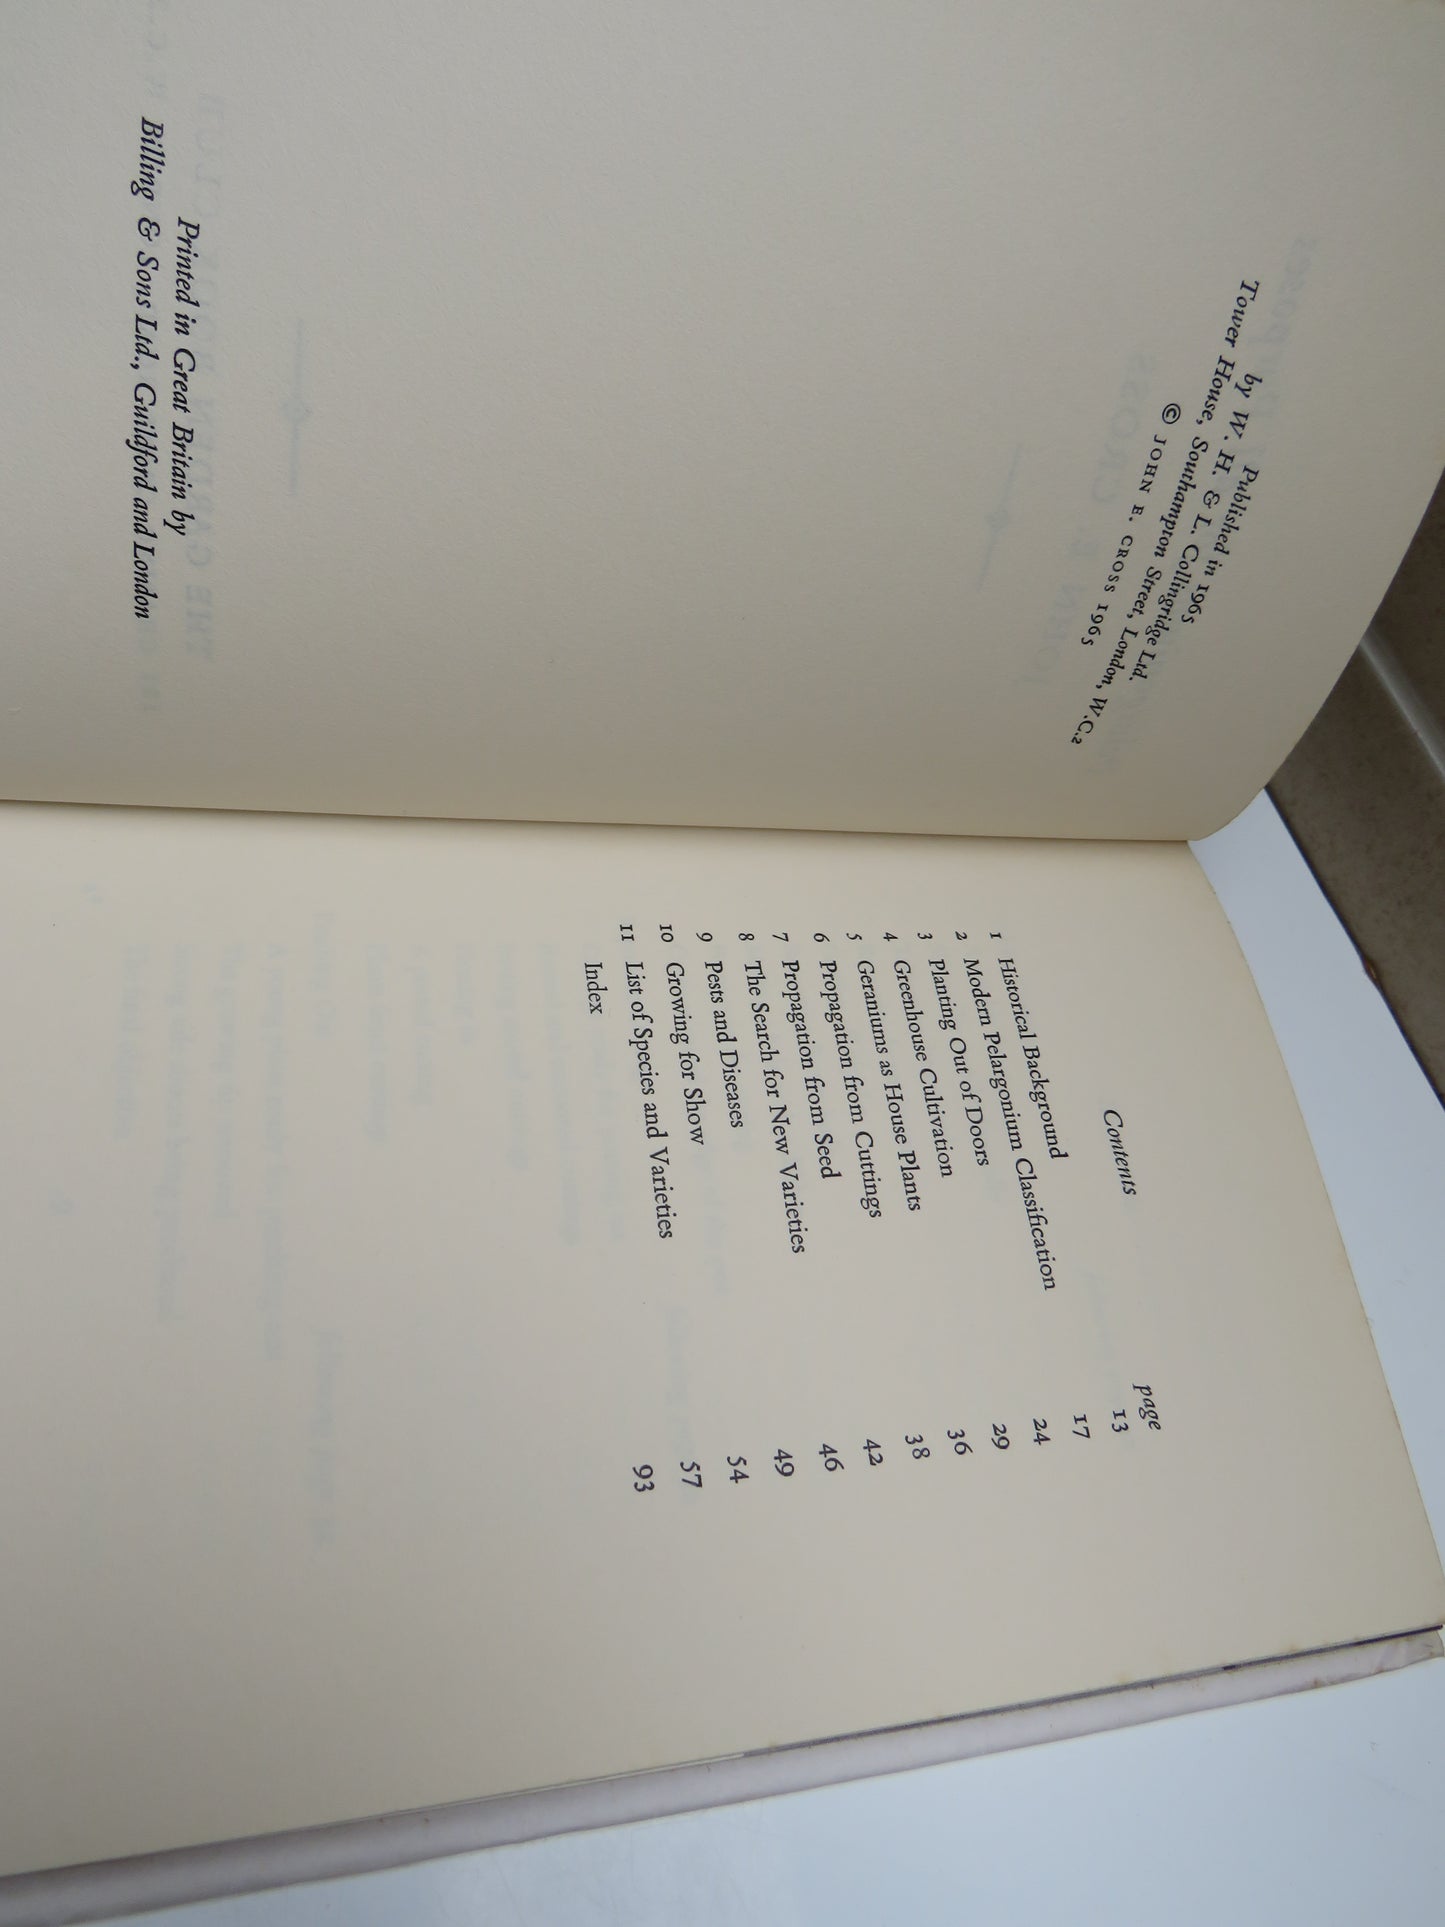 Published in 1965
by W. H. & L. Collingridge Ltd.
Tower House, Southampton Street, London, W.C.2
© JOHN E. CROSS 1965
Printed in Great Britain by
Billing & Sons Ltd., Guildford and London
Contents
page
1 Historical Background 13
2 Modern Pelargonium Classification 17
3 Planting Out of Doors 24
4 Greenhouse Cultivation 29
5 Geraniums as House Plants 36
6 Propagation from Cuttings 38
7 Propagation from Seed 42
8 The Search for New Varieties 46
9 Pests and Diseases 49
10 Growing for Show 54
11 List of Species and Varieties 57
Index 93